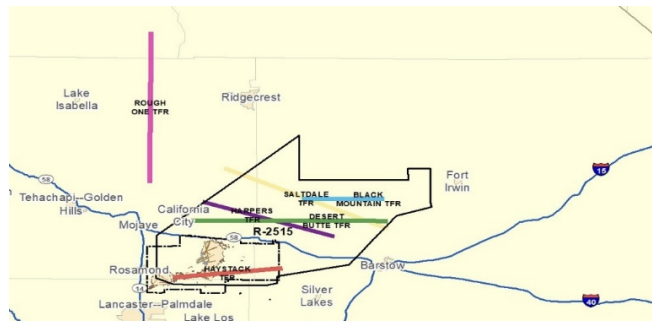 Lake
Isabella
ROUGH
ONE TFR
Ridgecrest
58
Tehachapi--Golden
Hills
California
City
Mojave
SALTDALE
TFR
BLACK
MOUNTAIN TFR
Fort
Irwin
15
HARPERS
TFR
DESERT
BUTTE TFR
R-2515
58
Rosamond
HAYSTACK
TFR
Barstow
14
Lancaster--Palmdale
Lake Los
Silver
Lakes
40